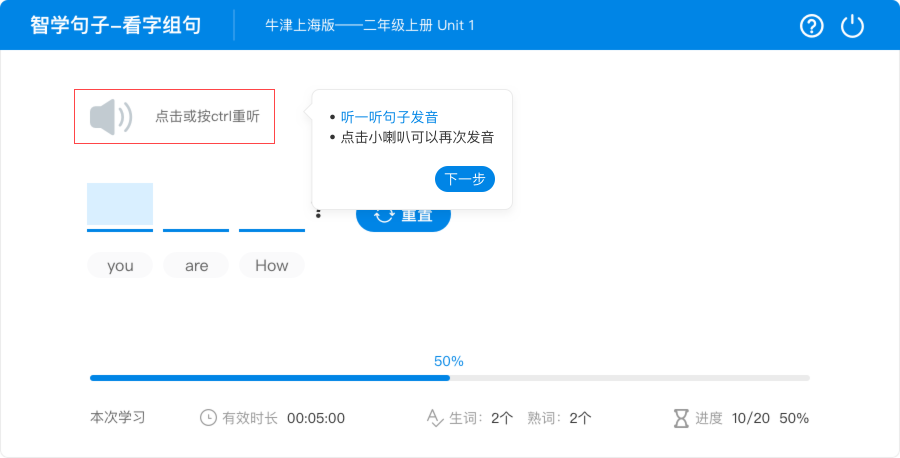 智学句子-看字组句
牛津上海版——二年级上册 Unit 1
点击或按ctrl重听
• 听一听句子发音
• 点击小喇叭可以再次发音
下一步
重置
you are How
50%
本次学习 有效时长 00:05:00 生词: 2个 熟词: 2个 进度 10/20 50%